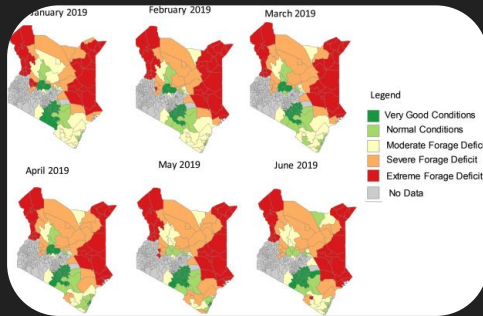 January 2019
February 2019
March 2019
Legend
Very Good Conditions
Normal Conditions
Moderate Forage Defic
Severe Forage Deficit
Extreme Forage Deficit
No Data
April 2019
May 2019
June 2019